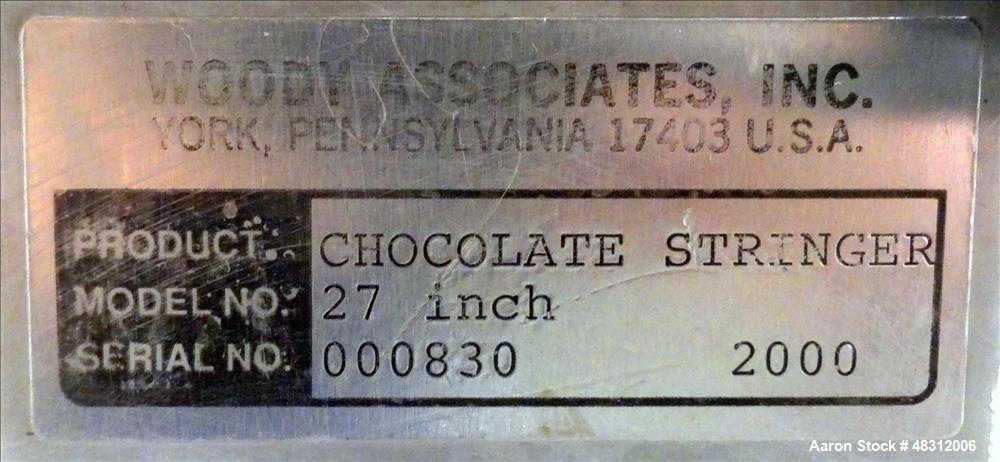 WOODY ASSOCIATES, INC.
YORK, PENNSYLVANIA 17403 U.S.A.
PRODUCT: CHOCOLATE STRINGER
MODEL NO: 27 inch
SERIAL NO: 000830 2000
Aaron Stock # 48312006